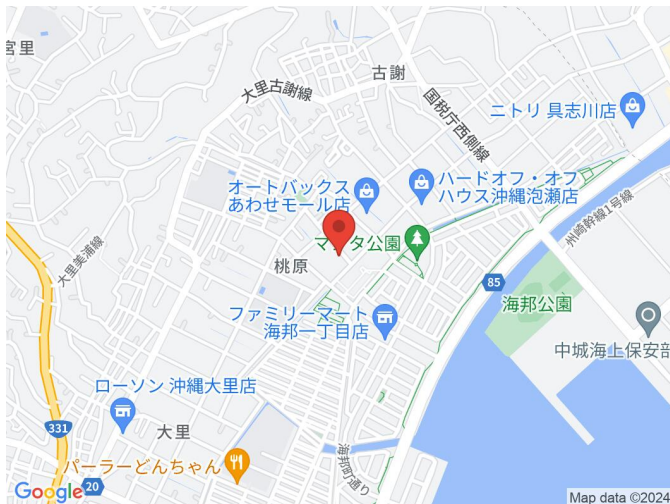 宮里
古謝
大里古謝線
国税庁西側線
ニトリ 具志川店
オートバックス
あわせモール店
ハードオフ・オフ
ハウス沖縄泡瀬店
州崎幹線1号線
桃原
大里美浦線
85
海邦公園
ファミリーマート
海邦一丁目店
中城海上保安部
ローソン 沖縄大里店
331
大里
パーラーどんちゃん
海邦町通り
20
Google
Map data ©2024